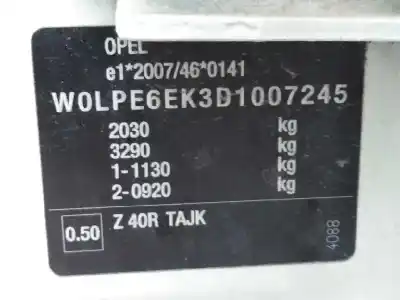 OPEL
e1*2007/46*0141
W0LPE6EK3D1007245
2030 kg
3290 kg
1-1130 kg
2-0920 kg
0.50 Z 40R TAJK
4088